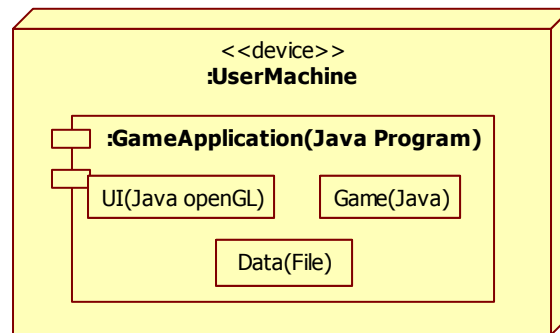 <<device>>
:UserMachine
:GameApplication(Java Program)
UI(Java openGL)
Game(Java)
Data(File)